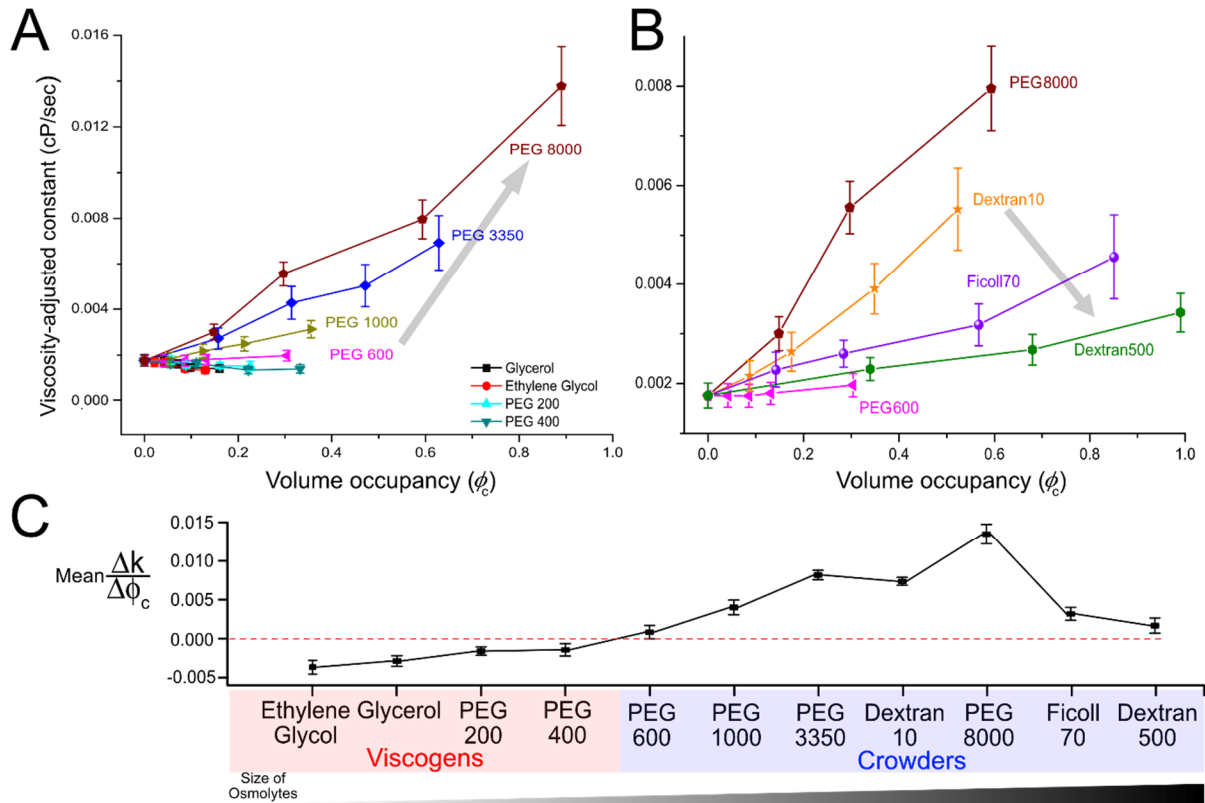 A
Viscosity-adjusted constant (cP/sec)
0.016
0.012
0.008
0.004
0.000
PEG 8000
PEG 3350
PEG 1000
PEG 600
Glycerol
Ethylene Glycol
PEG 200
PEG 400
0.0 0.2 0.4 0.6 0.8 1.0
Volume occupancy (ϕc)
B
0.008
0.006
0.004
0.002
PEG8000
Dextran10
Ficoll70
Dextran500
PEG600
0.0 0.2 0.4 0.6 0.8 1.0
Volume occupancy (ϕc)
C
Mean Δk/Δϕc
0.015
0.010
0.005
0.000
-0.005
Ethylene Glycerol PEG PEG PEG PEG PEG Dextran PEG Ficoll Dextran
Glycol 200 400 600 1000 3350 10 8000 70 500
Viscogens Crowders
Size of
Osmolytes